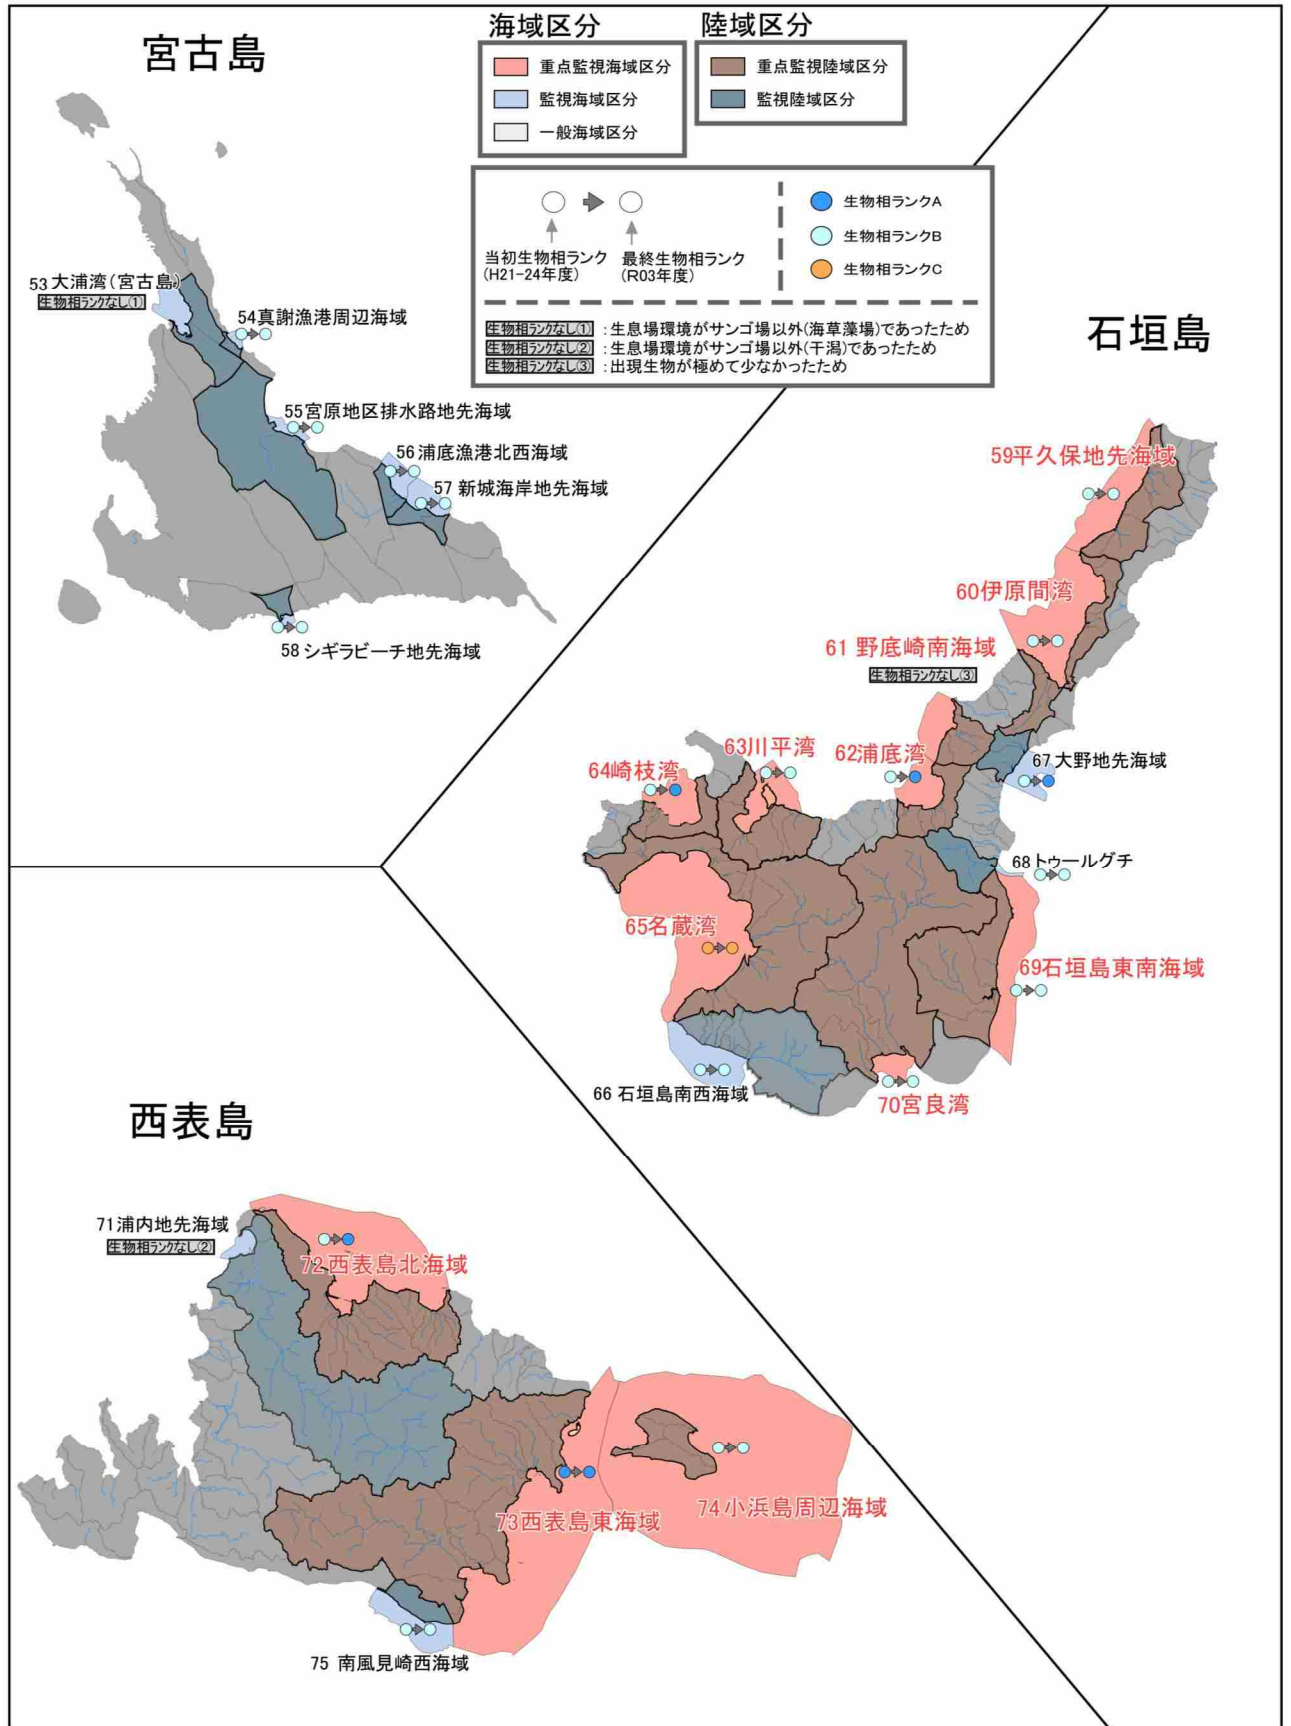 宮古島
海域区分
重点監視海域区分
監視海域区分
一般海域区分
陸域区分
重点監視陸域区分
監視陸域区分
当初生物相ランク
(H21-24年度)
最終生物相ランク
(R03年度)
生物相ランクA
生物相ランクB
生物相ランクC
生物相ランクなし① :生息場環境がサンゴ場以外(海草藻場)であったため
生物相ランクなし② :生息場環境がサンゴ場以外(干潟)であったため
生物相ランクなし③ :出現生物が極めて少なかったため
53 大浦湾(宮古島)
生物相ランクなし①
54真謝漁港周辺海域
55宮原地区排水路地先海域
56浦底漁港北西海域
57 新城海岸地先海域
58 シギラビーチ地先海域
石垣島
59平久保地先海域
60伊原間湾
61 野底崎南海域
生物相ランクなし③
62浦底湾
63川平湾
64崎枝湾
67大野地先海域
68トゥールグチ
65名蔵湾
69石垣島東南海域
66 石垣島南西海域
70宮良湾
西表島
71浦内地先海域
生物相ランクなし②
72西表島北海域
73西表島東海域
74小浜島周辺海域
75 南風見崎西海域